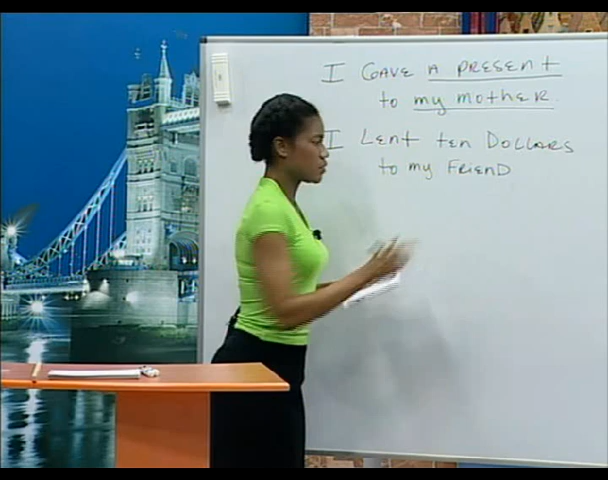 I GAVE a present
to my mother.
I Lent ten Dollars
to my Friend